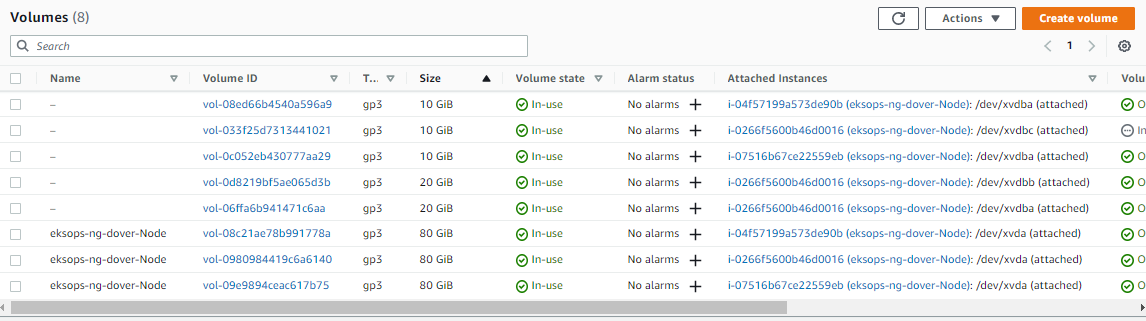 Volumes (8)
Actions
Create volume
Search
1
Name Volume ID T... Size Volume state Alarm status Attached Instances Volu
– vol-08ed66b4540a596a9 gp3 10 GiB In-use No alarms i-04f57199a573de90b (eksops-ng-dover-Node): /dev/xvdba (attached) O
– vol-033f25d7313441021 gp3 10 GiB In-use No alarms i-0266f5600b46d0016 (eksops-ng-dover-Node): /dev/xvdbc (attached) In
– vol-0c052eb430777aa29 gp3 10 GiB In-use No alarms i-07516b67ce22559eb (eksops-ng-dover-Node): /dev/xvdba (attached) O
– vol-0d8219bf5ae065d3b gp3 20 GiB In-use No alarms i-0266f5600b46d0016 (eksops-ng-dover-Node): /dev/xvdbb (attached) O
– vol-06ffa6b941471c6aa gp3 20 GiB In-use No alarms i-0266f5600b46d0016 (eksops-ng-dover-Node): /dev/xvdba (attached) O
eksops-ng-dover-Node vol-08c21ae78b991778a gp3 80 GiB In-use No alarms i-04f57199a573de90b (eksops-ng-dover-Node): /dev/xvda (attached) O
eksops-ng-dover-Node vol-0980984419c6a6140 gp3 80 GiB In-use No alarms i-0266f5600b46d0016 (eksops-ng-dover-Node): /dev/xvda (attached) O
eksops-ng-dover-Node vol-09e9894ceac617b75 gp3 80 GiB In-use No alarms i-07516b67ce22559eb (eksops-ng-dover-Node): /dev/xvda (attached) O